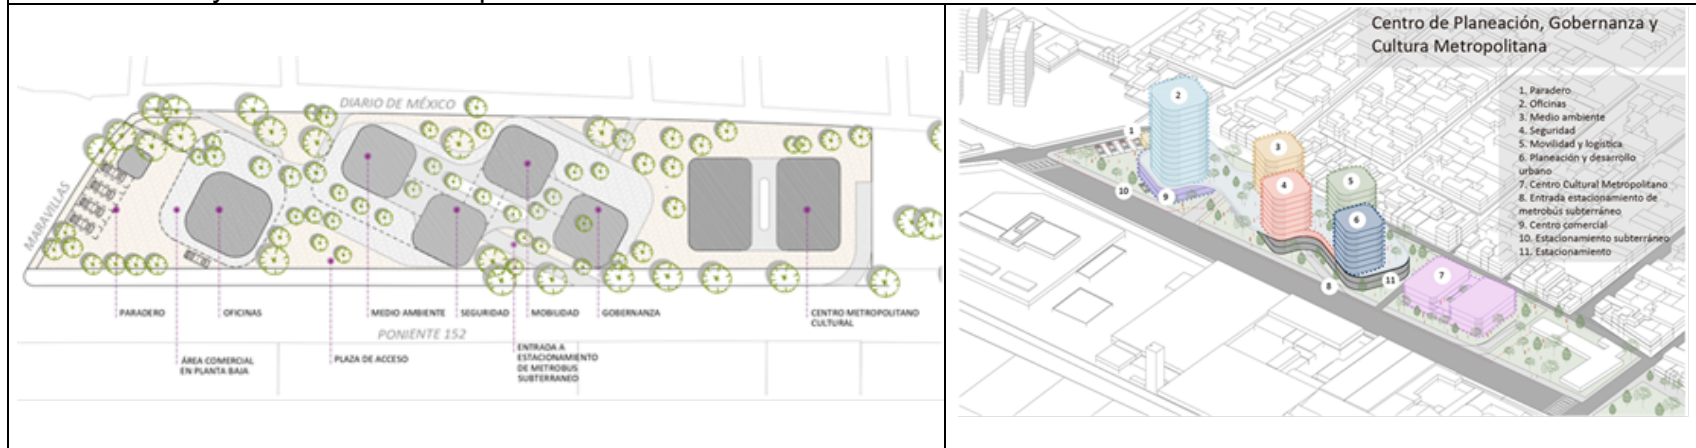 DIARIO DE MÉXICO
MARAVILLAS
PARADERO
OFICINAS
MEDIO AMBIENTE
SEGURIDAD
MOBILIDAD
GOBERNANZA
CENTRO METROPOLITANO
CULTURAL
PONIENTE 152
ÁREA COMERCIAL
EN PLANTA BAJA
PLAZA DE ACCESO
ENTRADA A
ESTACIONAMIENTO
DE METROBUS
SUBTERRANEO
Centro de Planeación, Gobernanza y
Cultura Metropolitana
1. Paradero
2. Oficinas
3. Medio ambiente
4. Seguridad
5. Movilidad y logística
6. Planeación y desarrollo
urbano
7. Centro Cultural Metropolitano
8. Entrada estacionamiento de
metrobús subterráneo
9. Centro comercial
10. Estacionamiento subterráneo
11. Estacionamiento
1
2
3
4
5
6
7
8
9
10
11